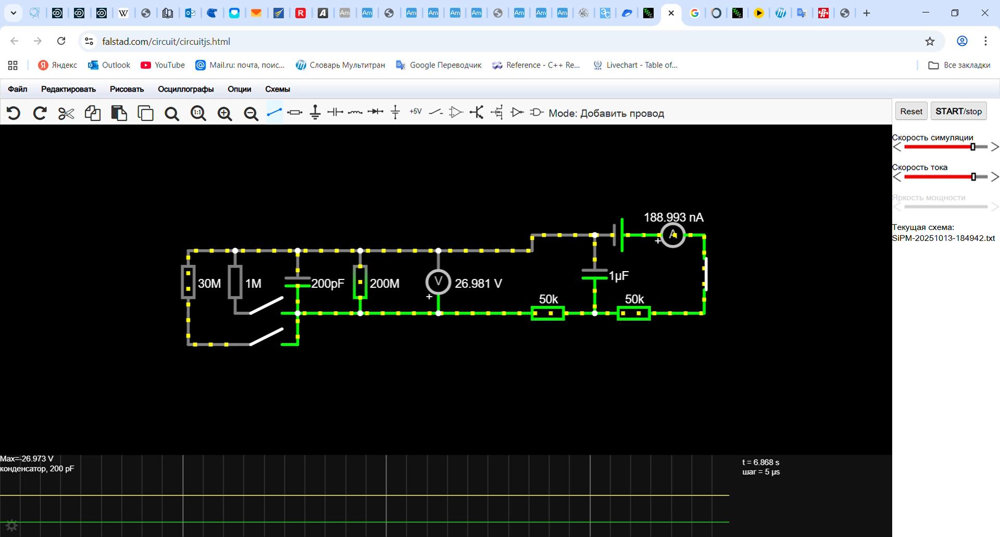 falstad.com/circuit/circuitjs.html
Яндекс
Outlook
YouTube
Mail.ru: почта, поис...
Словарь Мультитран
Google Переводчик
Reference - C++ Re...
Livechart - Table of...
Все закладки
Файл
Редактировать
Рисовать
Осциллографы
Опции
Схемы
1:1
+5V
Mode: Добавить провод
Reset
START/stop
Скорость симуляции
Скорость тока
Яркость мощности
Текущая схема:
SiPM-20251013-184942.txt
188.993 nA
A
+
1µF
30M
1M
200pF
200M
V
26.981 V
+
50k
50k
Max=-26.973 V
конденсатор, 200 pF
t = 6.868 s
шаг = 5 µs